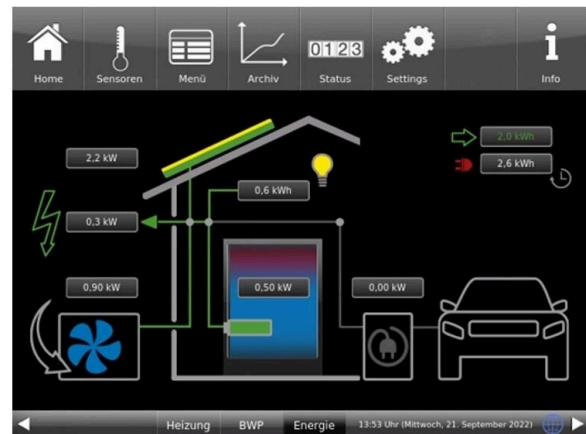 Home Sensoren Menü Archiv 0123 Status Settings i Info
2,2 kW
2,0 kWh
2,6 kWh
0,6 kWh
0,3 kW
0,90 kW
0,50 kW
0,00 kW
Heizung BWP Energie 13:53 Uhr (Mittwoch, 21. September 2022)